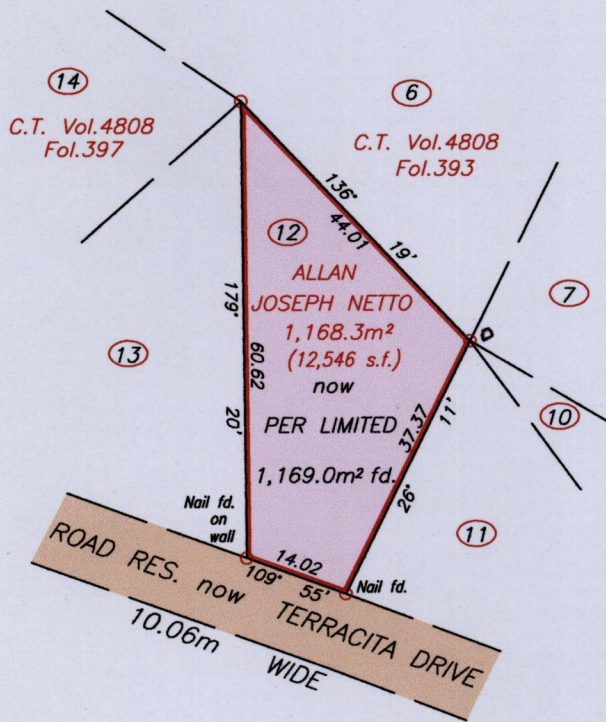 14
C.T. Vol.4808
Fol.397
6
C.T. Vol.4808
Fol.393
136°
44.01
19'
12
ALLAN
JOSEPH NETTO
1,168.3m²
(12,546 s.f.)
now
PER LIMITED
1,169.0m² fd.
7
10
13
179°
60.62
20'
37.37
11'
26°
11
Nail fd.
on
wall
14.02
109°
55'
Nail fd.
ROAD RES. now TERRACITA DRIVE
10.06m WIDE